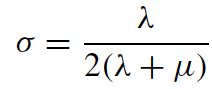 σ = λ / 2(λ + μ)